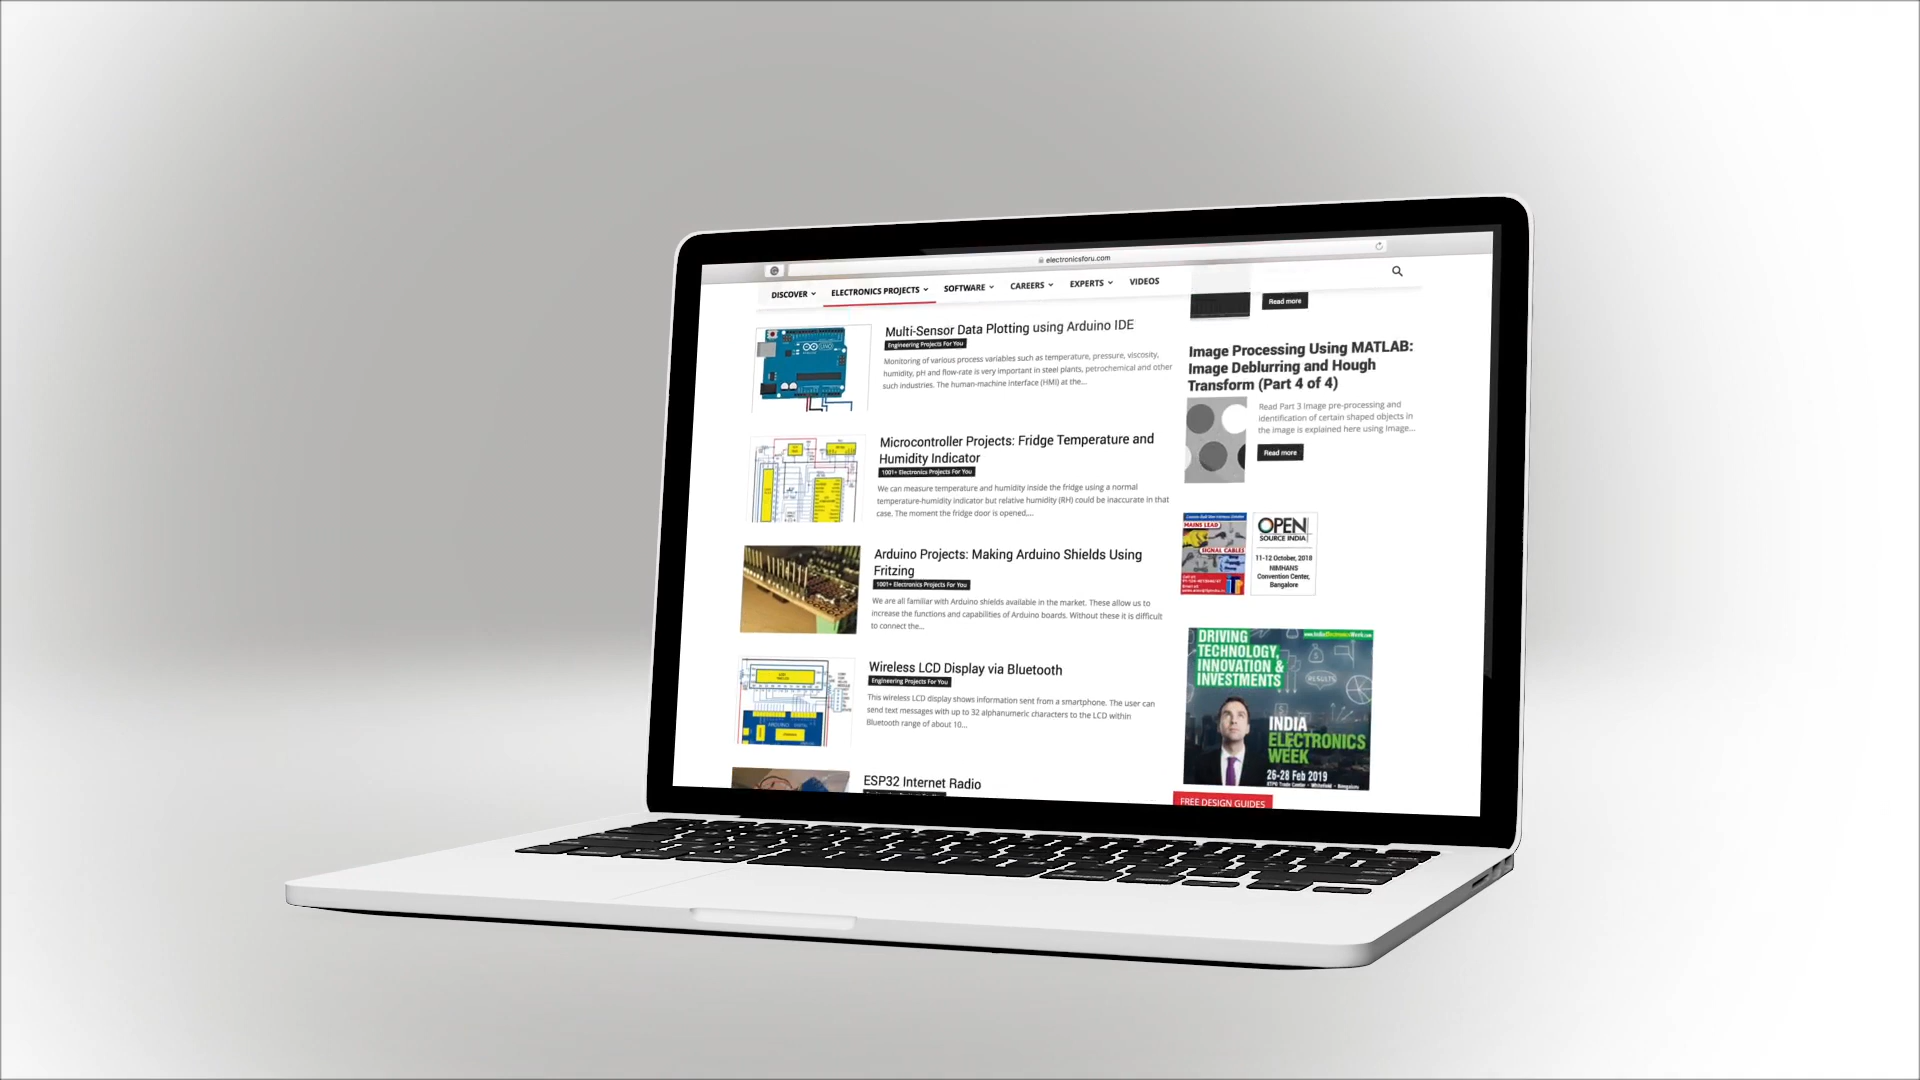 electronicsforu.com
DISCOVER
ELECTRONICS PROJECTS
SOFTWARE
CAREERS
EXPERTS
VIDEOS
Multi-Sensor Data Plotting using Arduino IDE
Engineering Projects For You
Monitoring of various process variables such as temperature, pressure, viscosity,
humidity, pH and flow-rate is very important in steel plants, petrochemical and other
such industries. The human-machine interface (HMI) at the...
Microcontroller Projects: Fridge Temperature and
Humidity Indicator
1001+ Electronics Projects For You
We can measure temperature and humidity inside the fridge using a normal
temperature-humidity indicator but relative humidity (RH) could be inaccurate in that
case. The moment the fridge door is opened,...
Arduino Projects: Making Arduino Shields Using
Fritzing
1001+ Electronics Projects For You
We are all familiar with Arduino shields available in the market. These allow us to
increase the functions and capabilities of Arduino boards. Without these it is difficult
to connect the...
Wireless LCD Display via Bluetooth
Engineering Projects For You
This wireless LCD display shows information sent from a smartphone. The user can
send text messages with up to 32 alphanumeric characters to the LCD within
Bluetooth range of about 10...
ESP32 Internet Radio
Read more
Image Processing Using MATLAB:
Image Deblurring and Hough
Transform (Part 4 of 4)
Read Part 3 Image pre-processing and
identification of certain shaped objects in
the image is explained here using Image...
Read more
MAINS LEAD
SIGNAL CABLES
OPEN
SOURCE INDIA
11-12 October, 2018
NIMHANS
Convention Center,
Bangalore
DRIVING
TECHNOLOGY,
INNOVATION &
INVESTMENTS
www.IndiaElectronicsWeek.com
RESULTS
INDIA
ELECTRONICS
WEEK
26-28 Feb 2019
KTPO Trade Center • Whitefield • Bengaluru
FREE DESIGN GUIDES